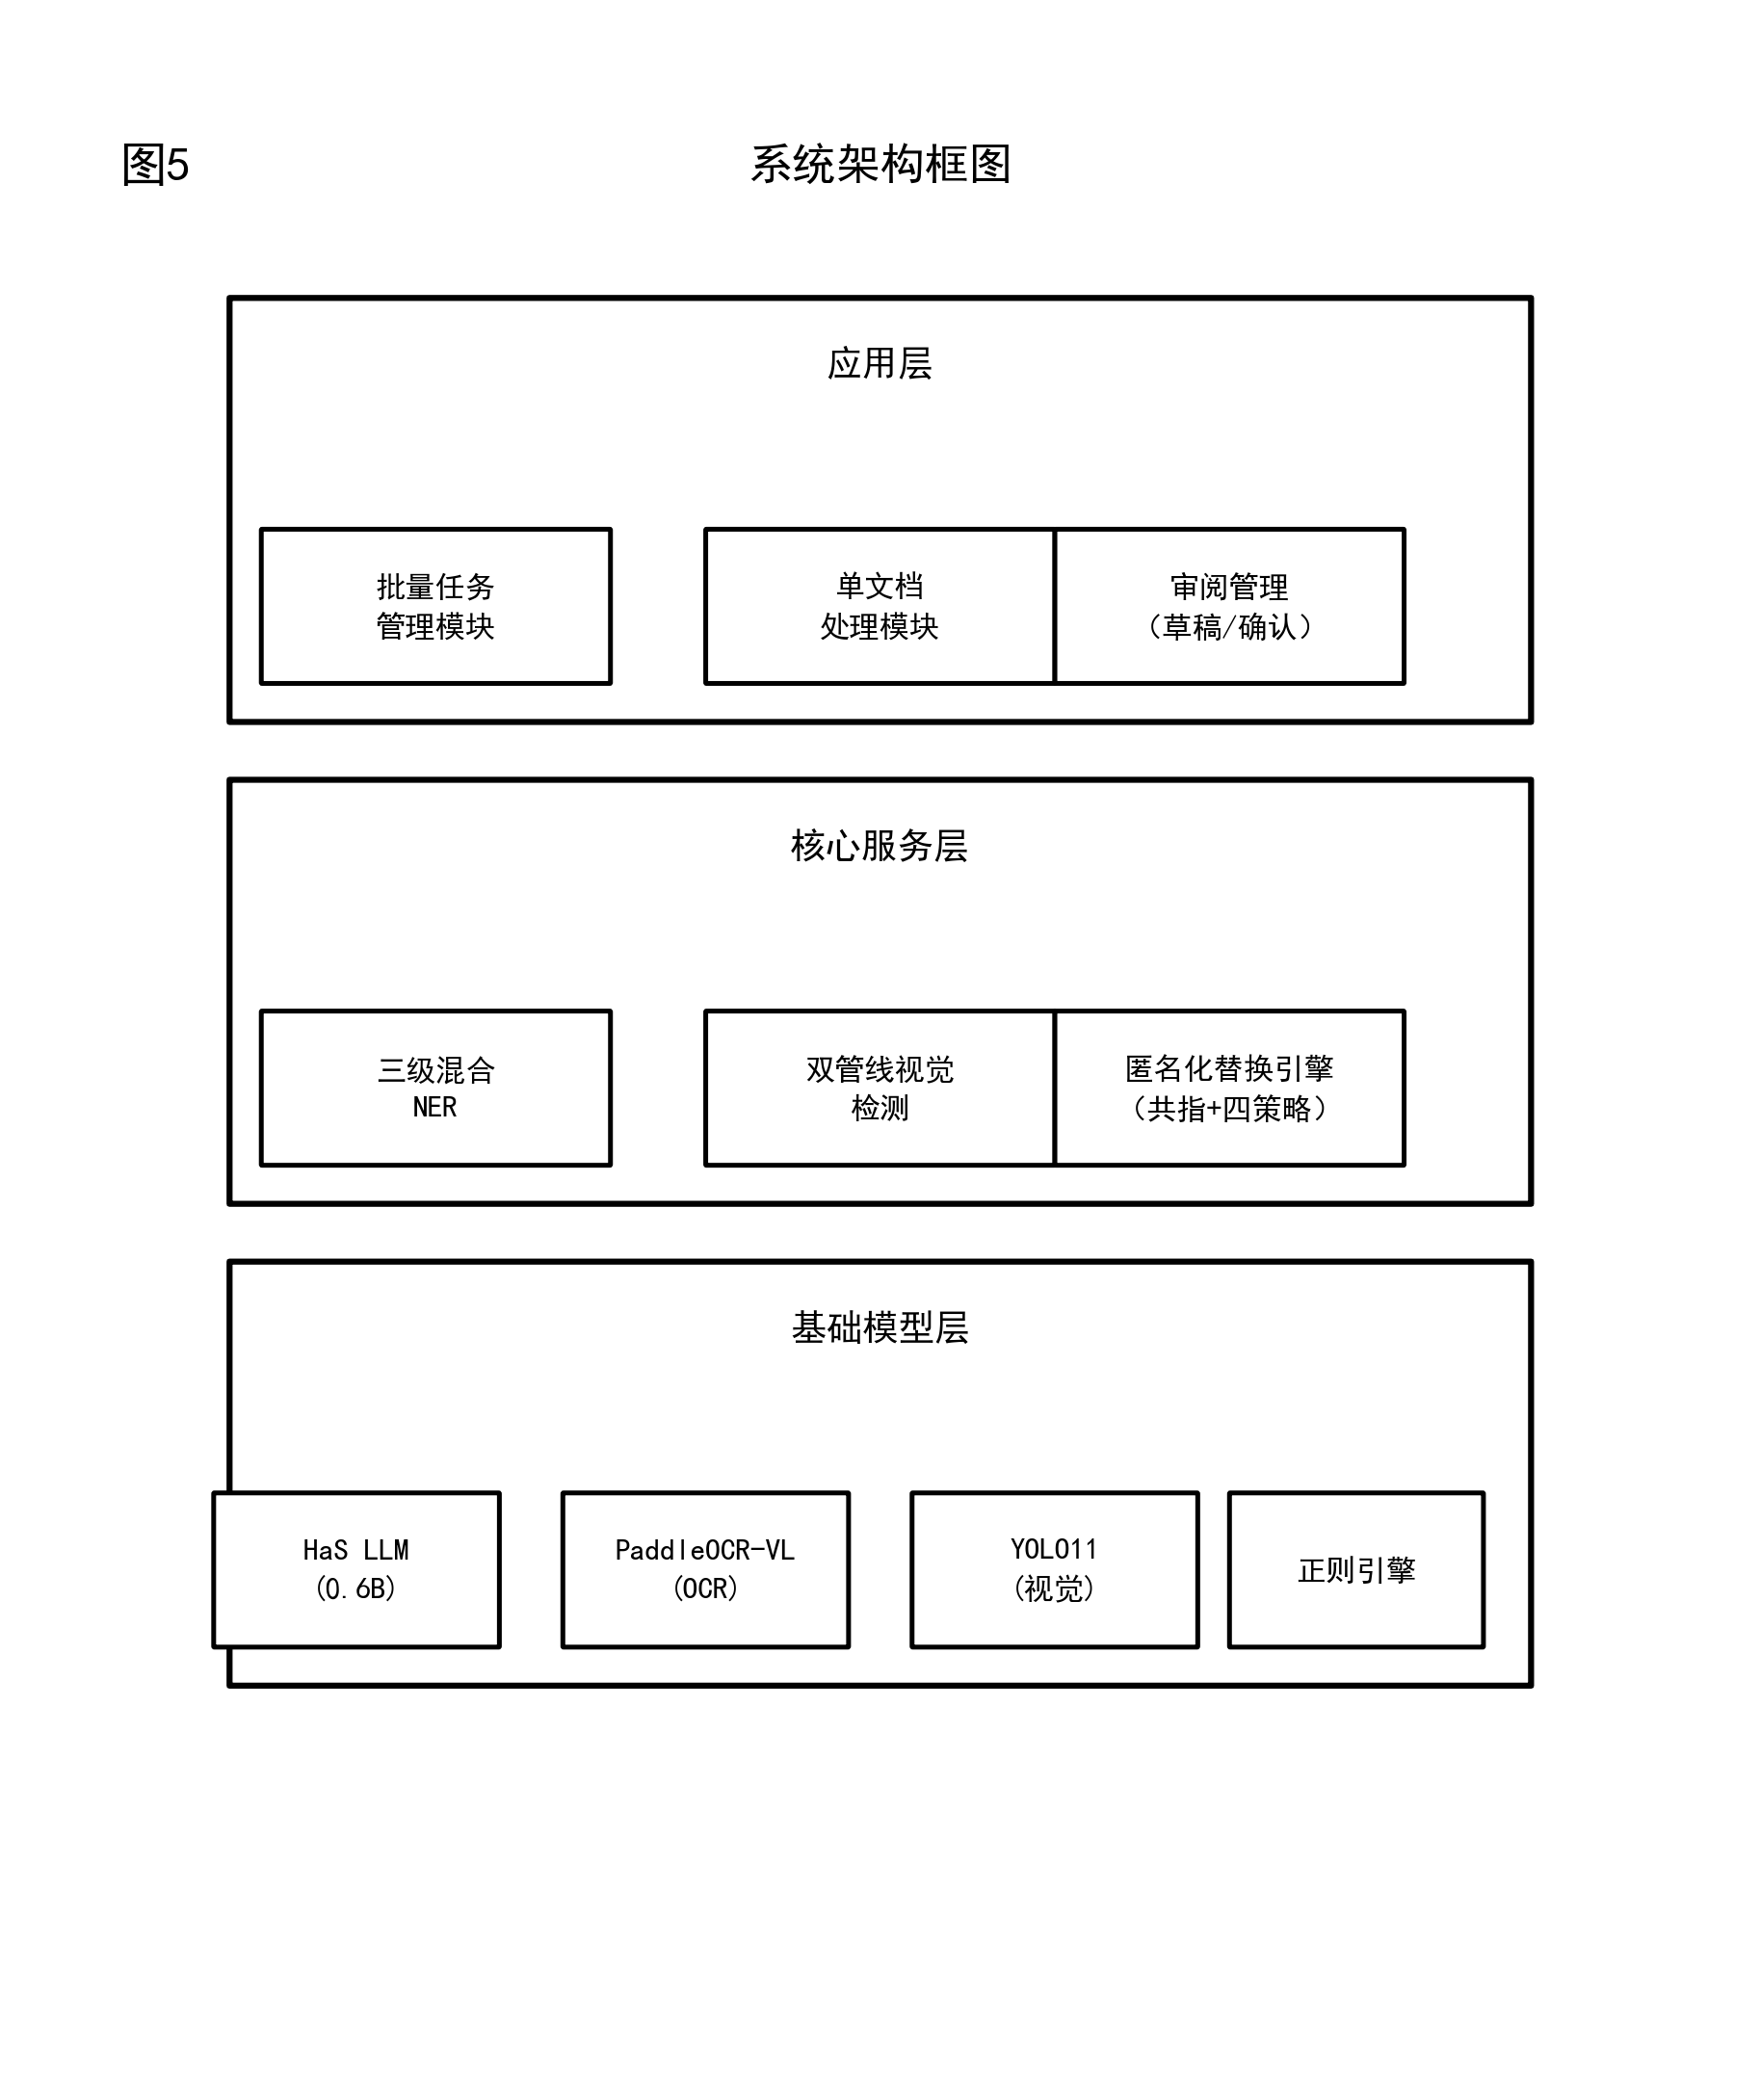 图5
系统架构框图
应用层
批量任务
管理模块
单文档
处理模块
审阅管理
（草稿/确认）
核心服务层
三级混合
NER
双管线视觉
检测
匿名化替换引擎
（共指+四策略）
基础模型层
HaS LLM
(0.6B)
PaddleOCR-VL
(OCR)
YOLO11
(视觉)
正则引擎